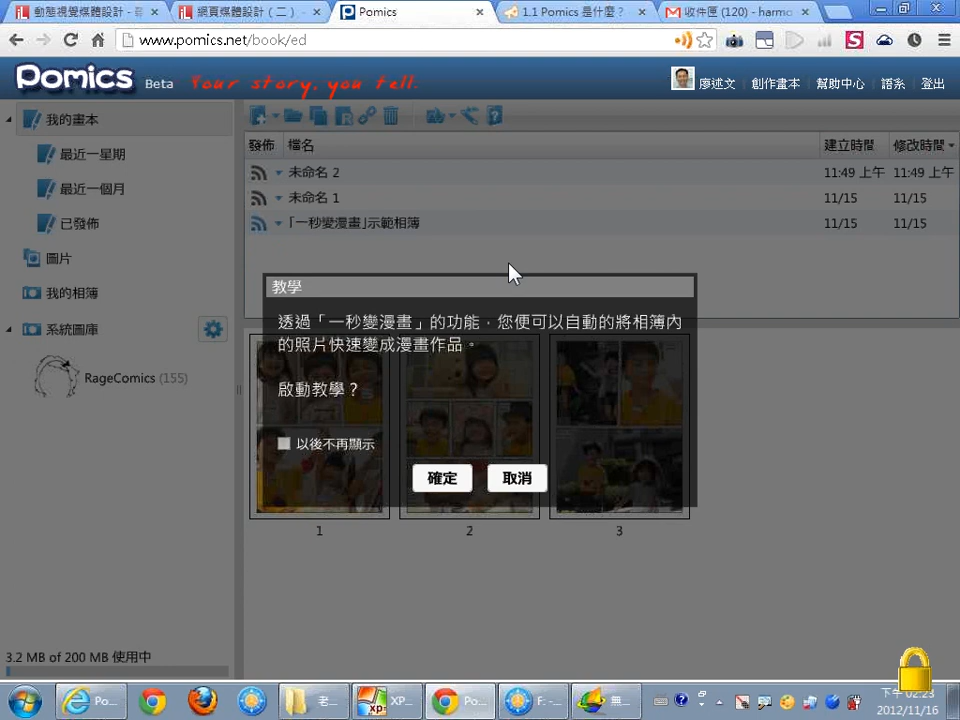 動態視覺媒體設計 -
網頁媒體設計（二）
Pomics
1.1 Pomics 是什麼？
收件匣 (120) - harmo
www.pomics.net/book/ed
Pomics Beta Your story, you tell.
廖述文 創作畫本 幫助中心 語系 登出
我的畫本
最近一星期
最近一個月
已發佈
圖片
我的相簿
系統圖庫
RageComics (155)
發佈 檔名 建立時間 修改時間
未命名 2 11:49 上午 11:49 上午
未命名 1 11/15 11/15
「一秒變漫畫」示範相簿 11/15 11/15
教學
透過「一秒變漫畫」的功能，您便可以自動的將相簿內
的照片快速變成漫畫作品。
啟動教學？
以後不再顯示
確定 取消
1 2 3
3.2 MB of 200 MB 使用中
Po...
老...
XP...
Po...
F:-...
無...
下午 02:23
2012/11/16